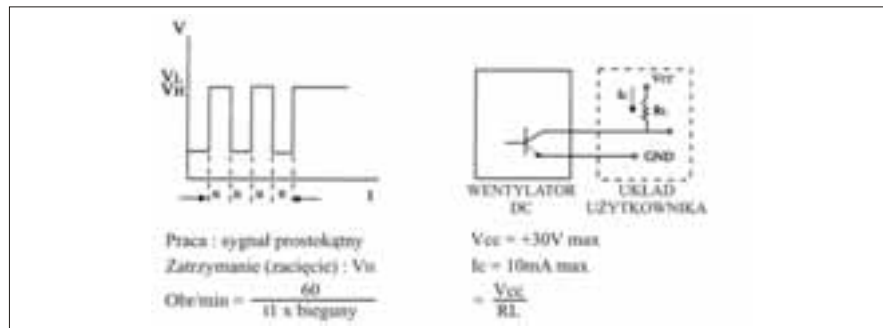 V
VL
VH
t
Vcc
Ic
RL
GND
WENTYLATOR
DC
UKŁAD
UŻYTKOWNIKA
Praca : sygnał prostokątny
Zatrzymanie (zacięcie) : VH
Obr/min = 60
t1 x bieguny
Vcc = +30V max
Ic = 10mA max
= Vcc
RL